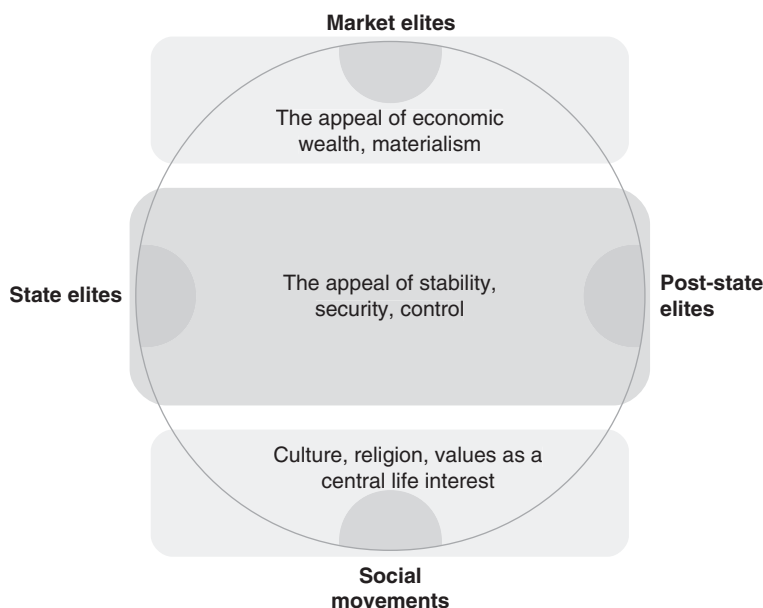 Market elites
The appeal of economic
wealth, materialism
State elites
The appeal of stability,
security, control
Post-state
elites
Culture, religion, values as a
central life interest
Social
movements